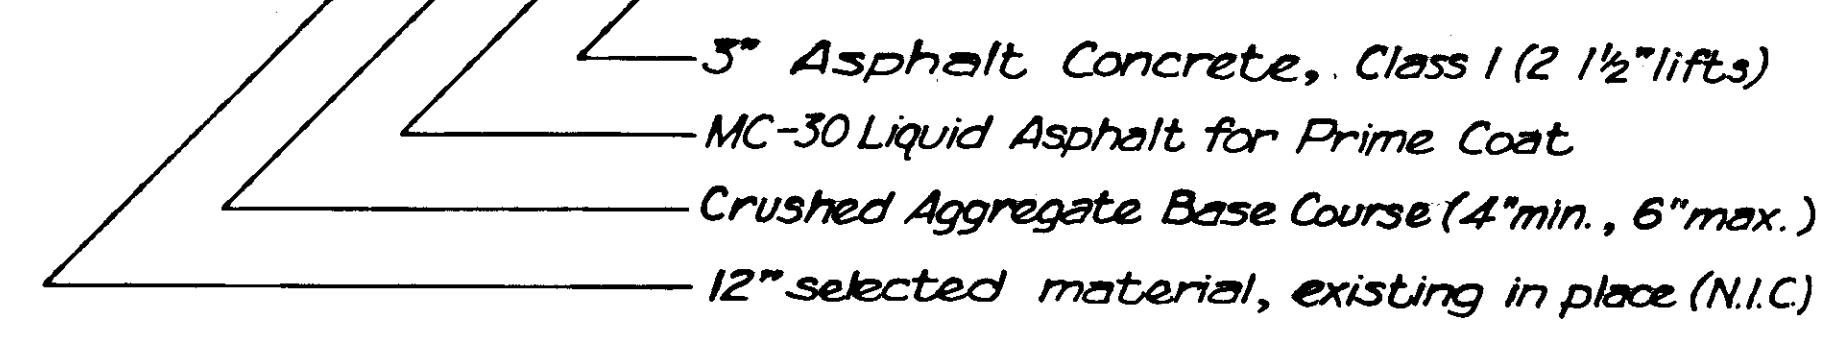 3" Asphalt Concrete, Class 1 (2 1½" lifts)
MC-30 Liquid Asphalt for Prime Coat
Crushed Aggregate Base Course (4" min., 6" max.)
12" selected material, existing in place (N.I.C.)